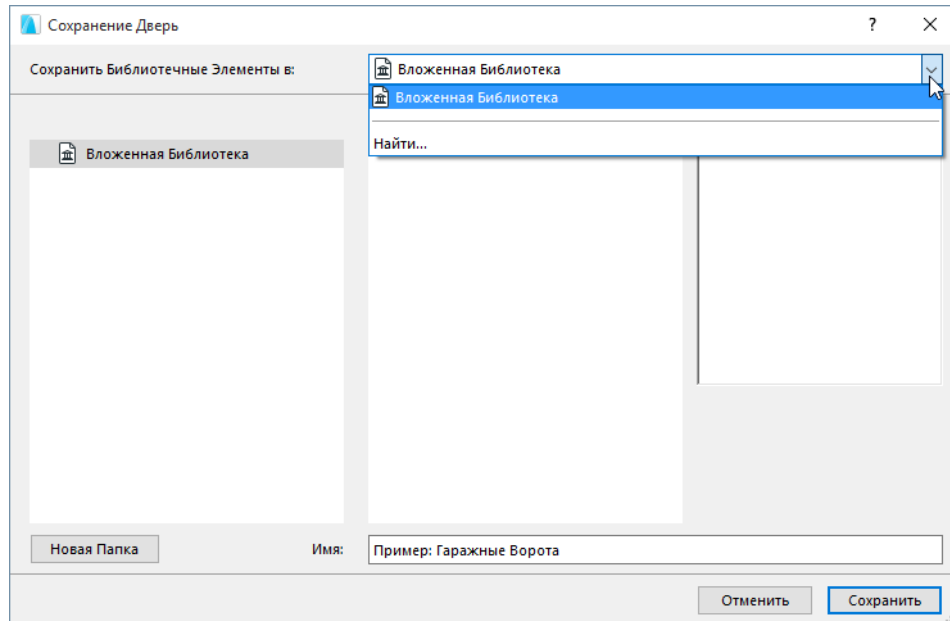 Сохранение Дверь ?
Сохранить Библиотечные Элементы в: Вложенная Библиотека
Вложенная Библиотека
Найти...
Вложенная Библиотека
Новая Папка Имя: Пример: Гаражные Ворота
Отменить Сохранить